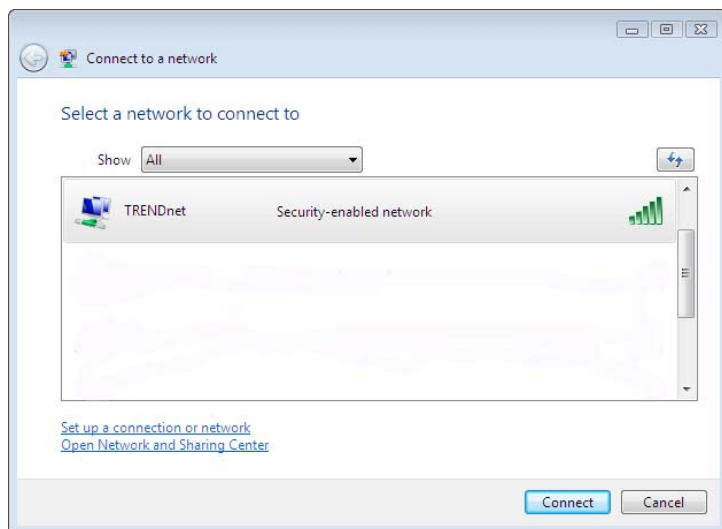 Connect to a network
Select a network to connect to
Show All
TRENDnet Security-enabled network
Set up a connection or network
Open Network and Sharing Center
Connect Cancel